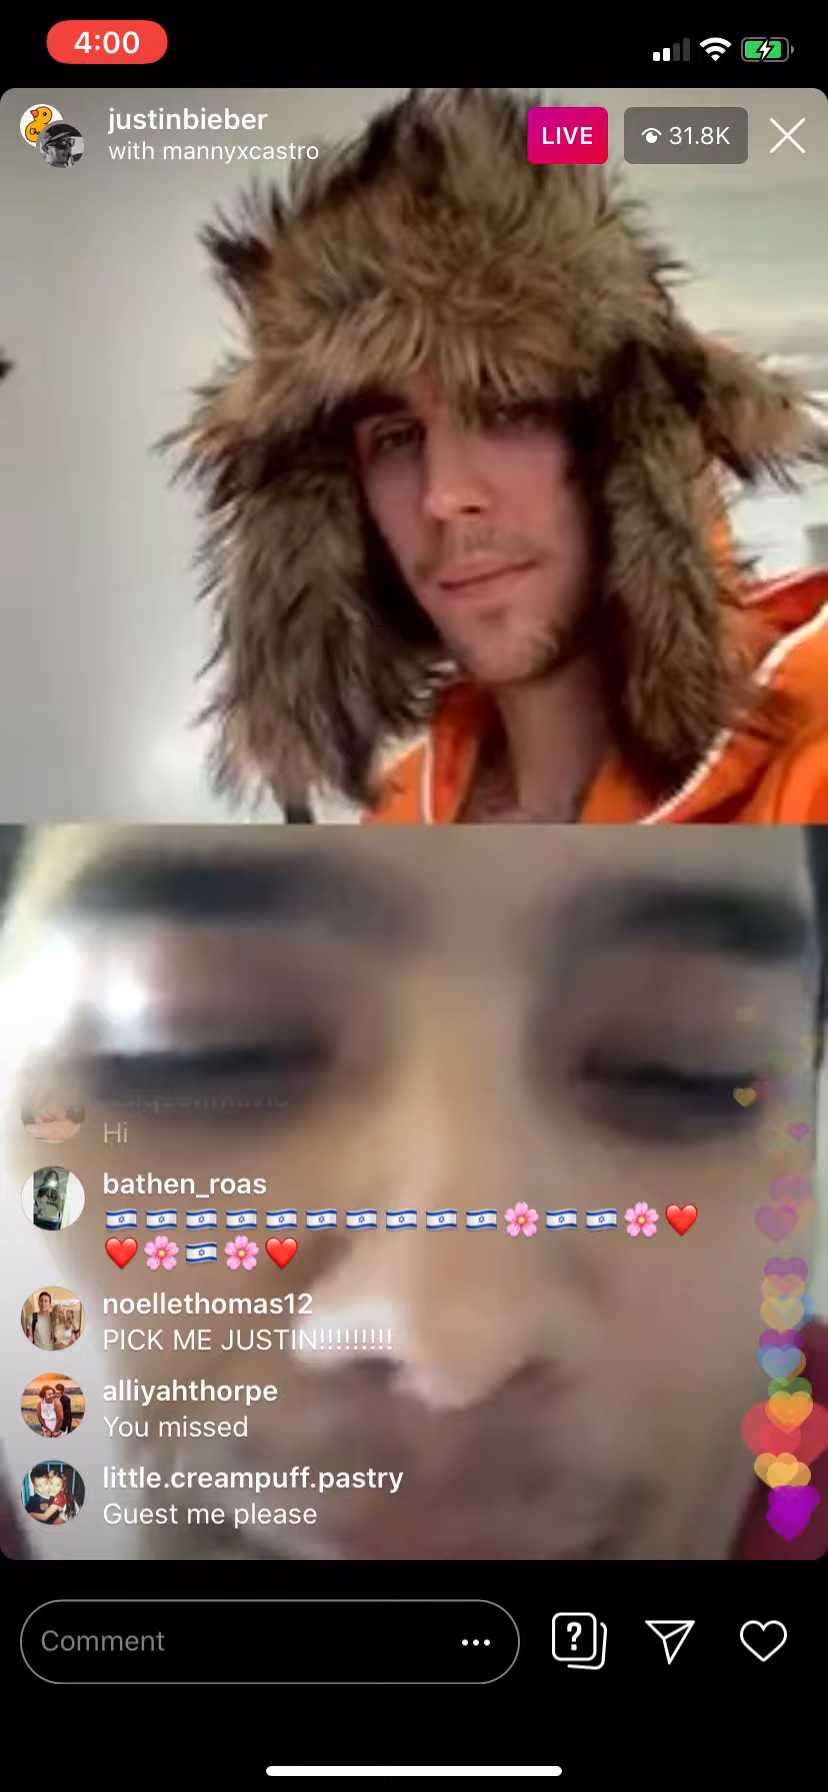 4:00
justinbieber
with mannyxcastro
LIVE
31.8K
Hi
bathen_roas
🇮🇱🇮🇱🇮🇱🇮🇱🇮🇱🇮🇱🇮🇱🇮🇱🇮🇱🇮🇱🌸🇮🇱🇮🇱🌸❤️
❤️🌸🇮🇱🌸❤️
noellethomas12
PICK ME JUSTIN!!!!!!!!!
alliyahthorpe
You missed
little.creampuff.pastry
Guest me please
Comment